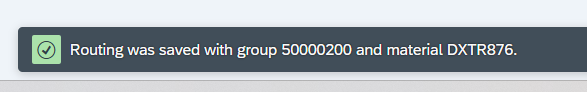 Routing was saved with group 50000200 and material DXTR876.